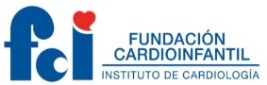 fci
FUNDACIÓN
CARDIOINFANTIL
INSTITUTO DE CARDIOLOGÍA